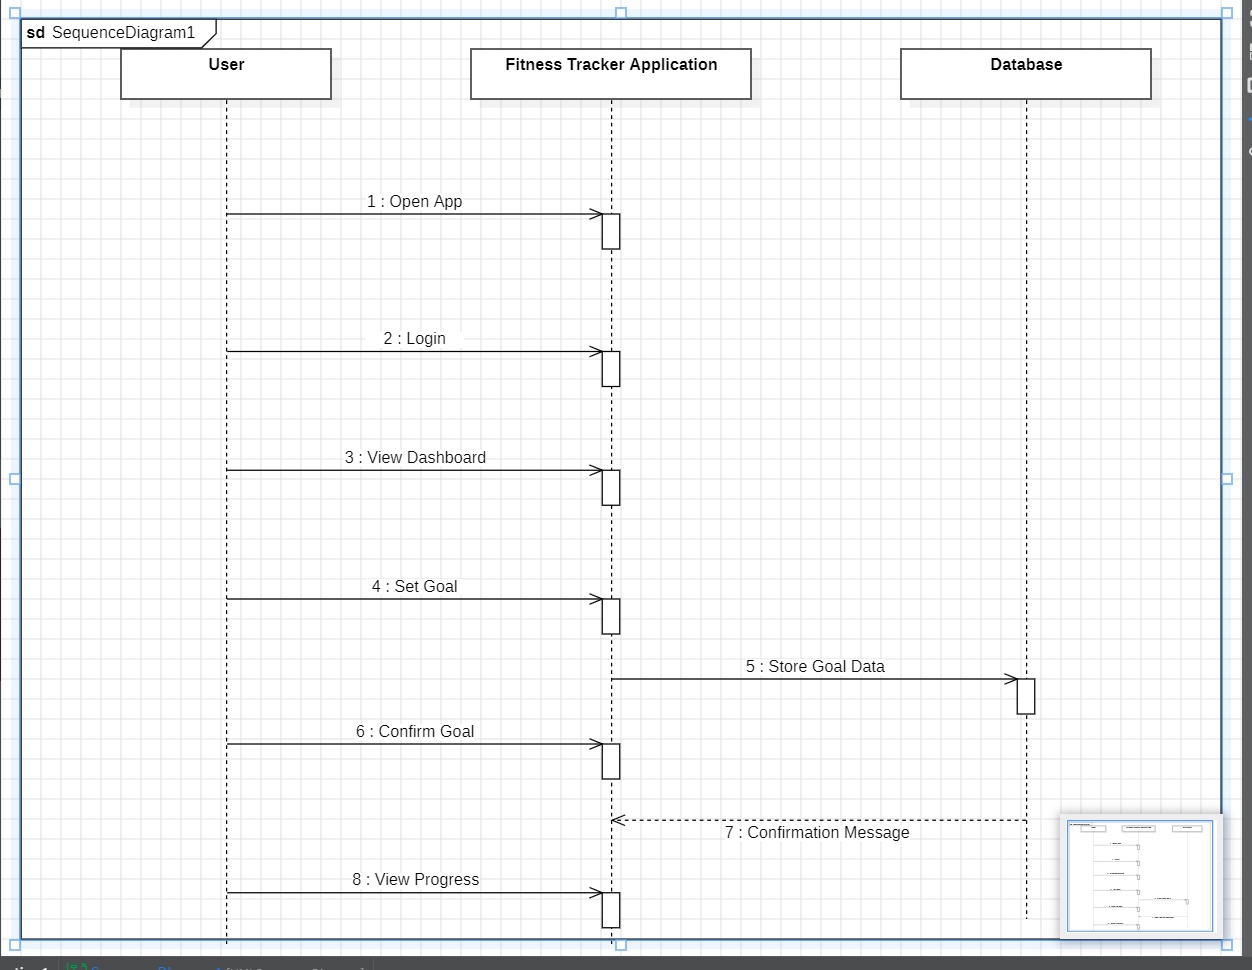 sd SequenceDiagram1
User
Fitness Tracker Application
Database
1 : Open App
2 : Login
3 : View Dashboard
4 : Set Goal
5 : Store Goal Data
6 : Confirm Goal
7 : Confirmation Message
8 : View Progress